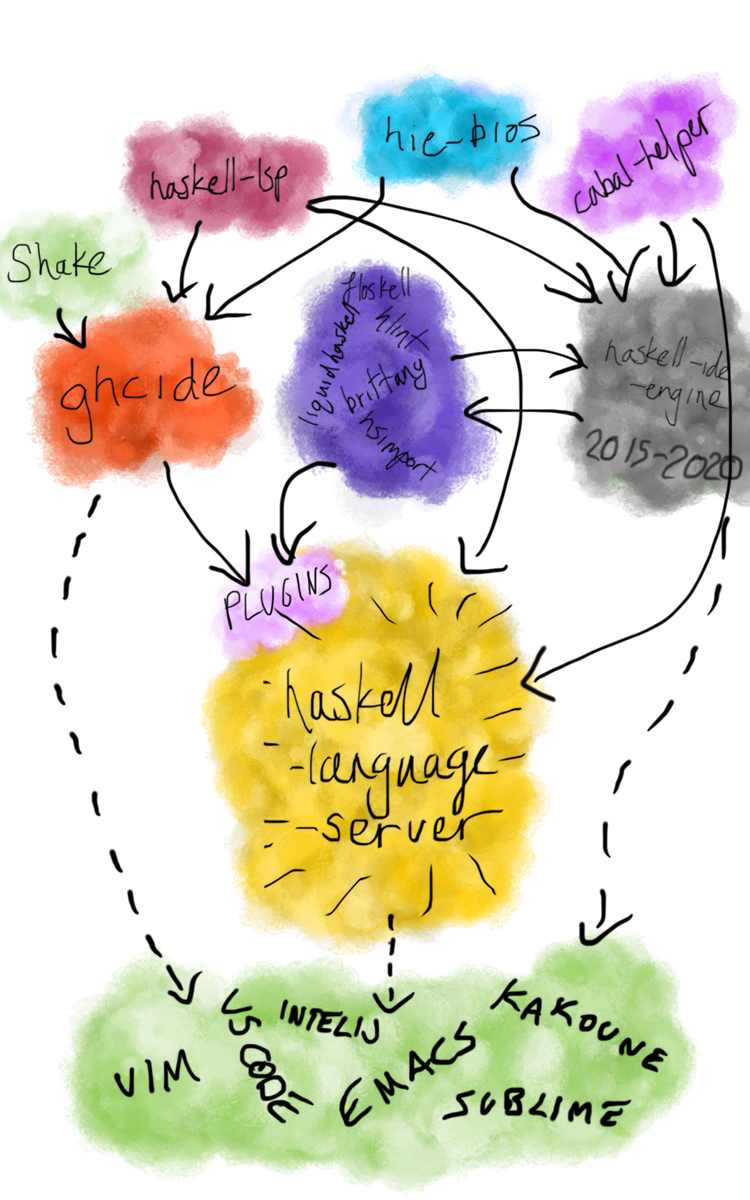 hie-bios
cabal-helper
haskell-lsp
Shake
floskell
hlint
liquidhaskell
brittany
hsimport
haskell-ide
-engine
2015-2020
ghcide
PLUGINS
haskell
-language-
-server
KAKOUNE
VS CODE
INTELIJ
VIM
EMACS
SUBLIME